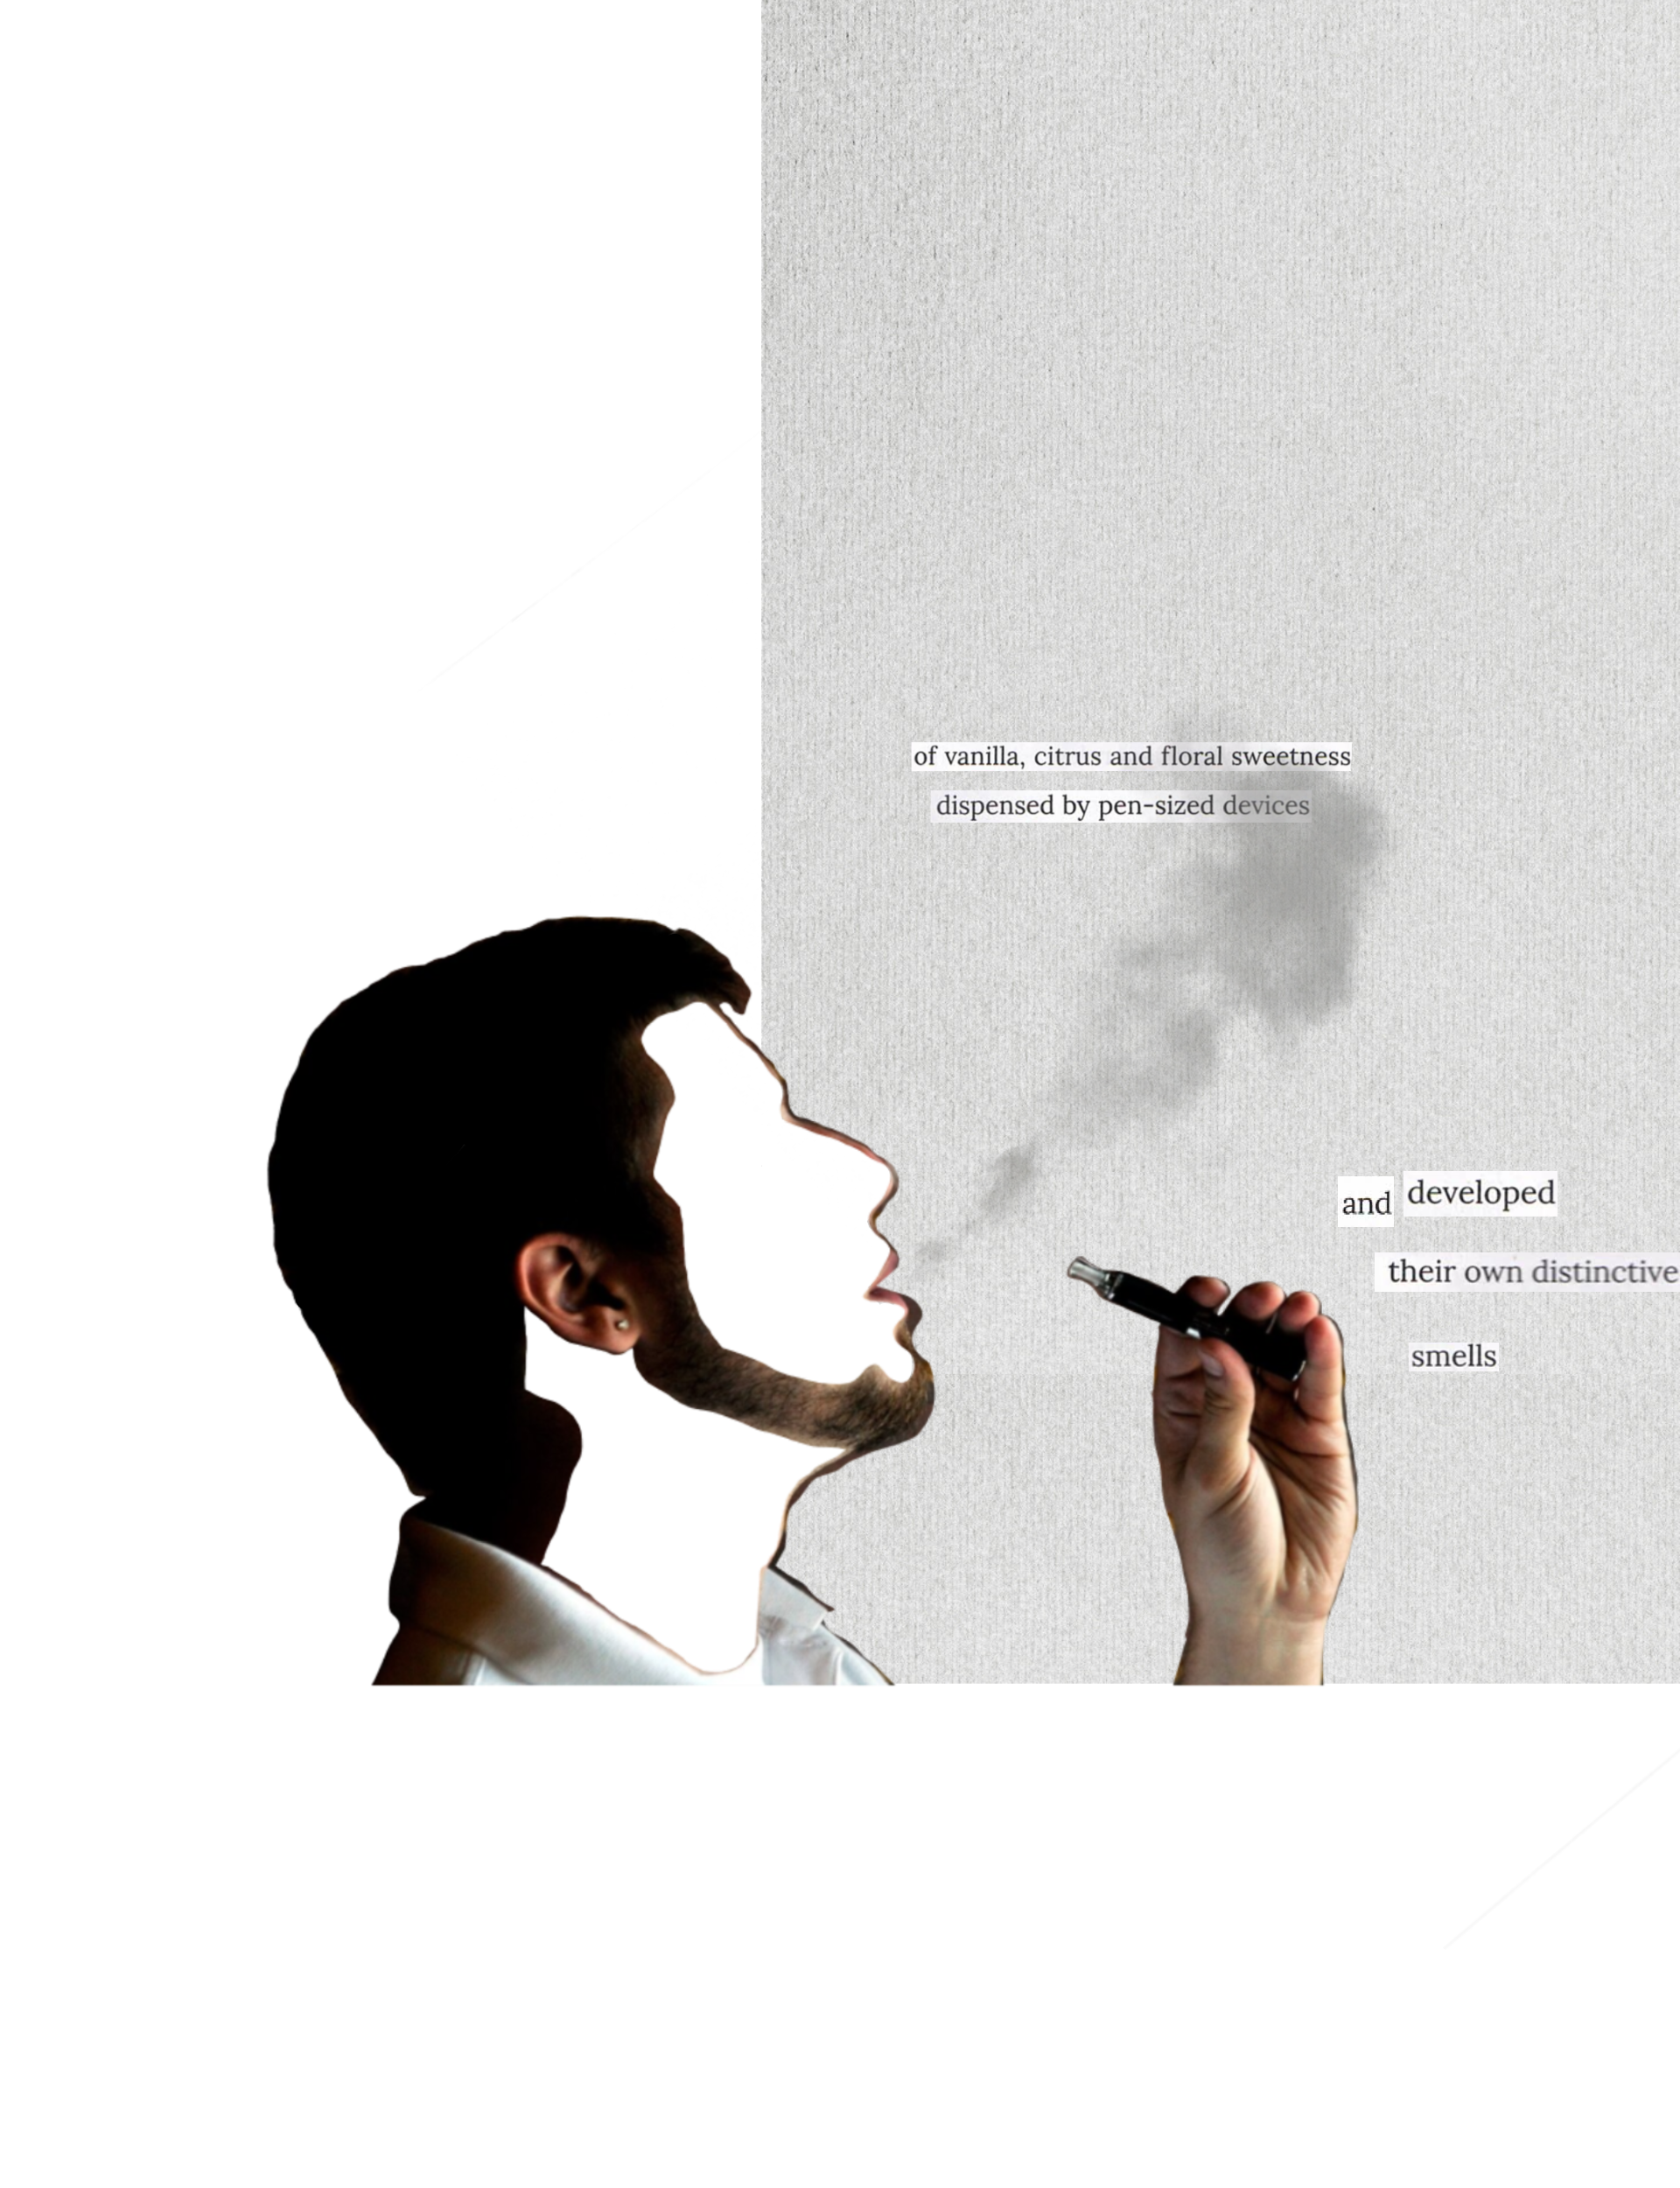 of vanilla, citrus and floral sweetness
dispensed by pen-sized devices
and developed
their own distinctive
smells